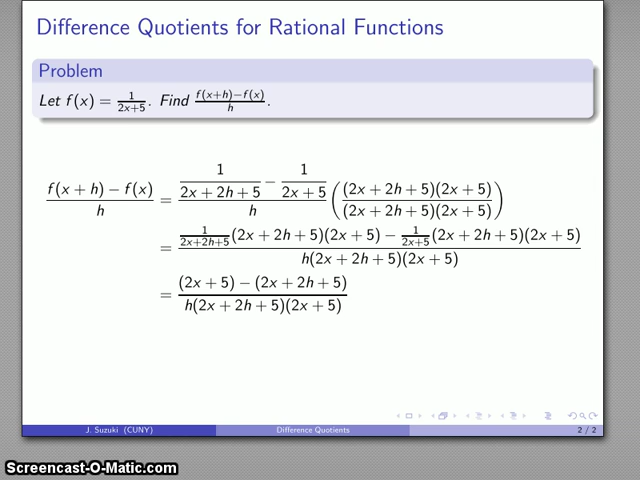 Difference Quotients for Rational Functions
Problem
Let f(x) = 1/(2x+5). Find (f(x+h)−f(x))/h.
(f(x + h) − f(x))/h = (1/(2x + 2h + 5) − 1/(2x + 5))/h ((2x + 2h + 5)(2x + 5)/(2x + 2h + 5)(2x + 5))
= (1/(2x+2h+5) (2x + 2h + 5)(2x + 5) − 1/(2x+5) (2x + 2h + 5)(2x + 5))/(h(2x + 2h + 5)(2x + 5))
= ((2x + 5) − (2x + 2h + 5))/(h(2x + 2h + 5)(2x + 5))
J. Suzuki (CUNY) Difference Quotients 2 / 2
Screencast-O-Matic.com